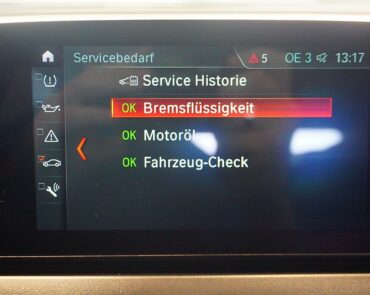 Servicebedarf 5 OE 3 13:17
Service Historie
OK Bremsflüssigkeit
OK Motoröl
OK Fahrzeug-Check